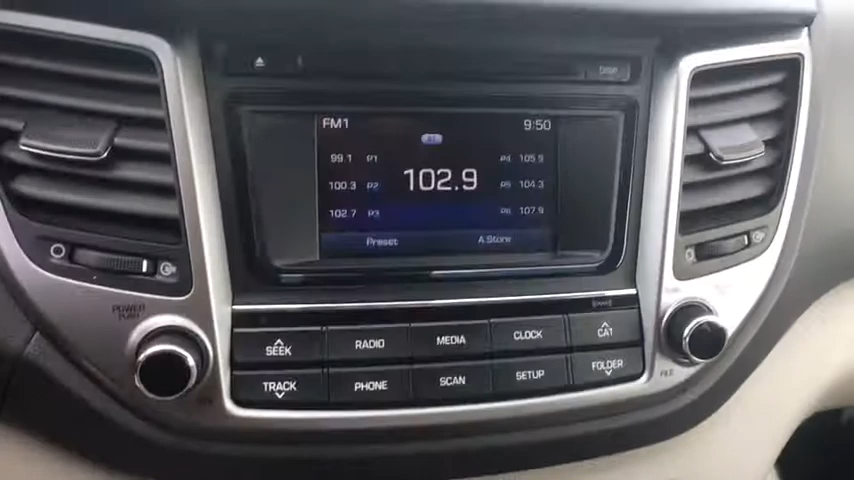 Disp
FM1 9:50
99.1 P1 P4 105.9
102.9
100.3 P2 P5 104.3
102.7 P3 P6 107.9
Preset A.Store
POWER
PUSH
SEEK RADIO MEDIA CLOCK CAT
TRACK PHONE SCAN SETUP FOLDER
TUNE
FILE